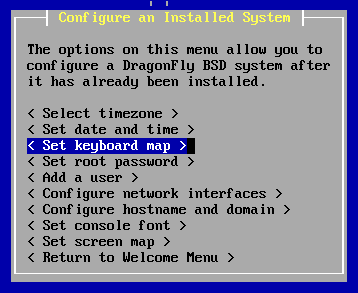 Configure an Installed System
The options on this menu allow you to
configure a DragonFly BSD system after
it has already been installed.
< Select timezone >
< Set date and time >
< Set keyboard map >
< Set root password >
< Add a user >
< Configure network interfaces >
< Configure hostname and domain >
< Set console font >
< Set screen map >
< Return to Welcome Menu >